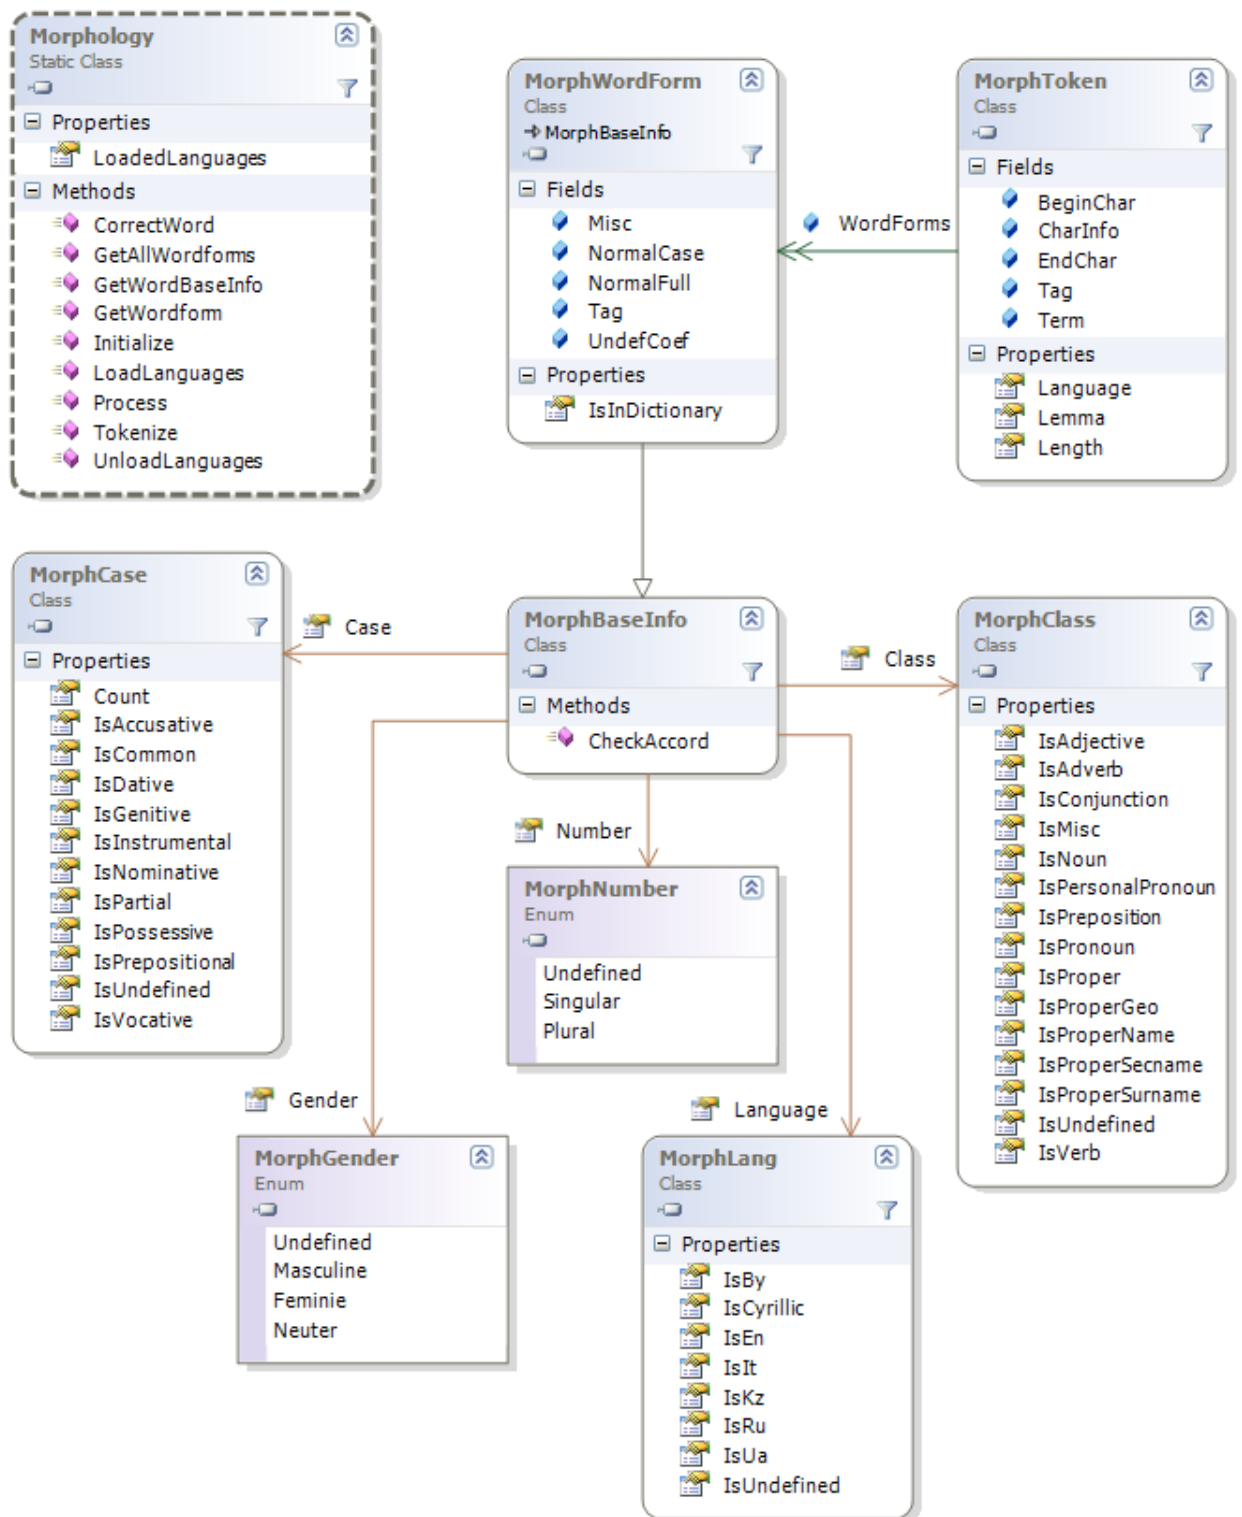 Morphology
Static Class
Properties
LoadedLanguages
Methods
CorrectWord
GetAllWordforms
GetWordBaseInfo
GetWordform
Initialize
LoadLanguages
Process
Tokenize
UnloadLanguages
MorphWordForm
Class
MorphBaseInfo
Fields
Misc
NormalCase
NormalFull
Tag
UndefCoef
Properties
IsInDictionary
WordForms
MorphToken
Class
Fields
BeginChar
CharInfo
EndChar
Tag
Term
Properties
Language
Lemma
Length
MorphCase
Class
Properties
Count
IsAccusative
IsCommon
IsDative
IsGenitive
IsInstrumental
IsNominative
IsPartial
IsPossessive
IsPrepositional
IsUndefined
IsVocative
Case
MorphBaseInfo
Class
Methods
CheckAccord
Class
MorphClass
Class
Properties
IsAdjective
IsAdverb
IsConjunction
IsMisc
IsNoun
IsPersonalPronoun
IsPreposition
IsPronoun
IsProper
IsProperGeo
IsProperName
IsProperSecname
IsProperSurname
IsUndefined
IsVerb
Number
MorphNumber
Enum
Undefined
Singular
Plural
Gender
MorphGender
Enum
Undefined
Masculine
Feminie
Neuter
Language
MorphLang
Class
Properties
IsBy
IsCyrillic
IsEn
IsIt
IsKz
IsRu
IsUa
IsUndefined